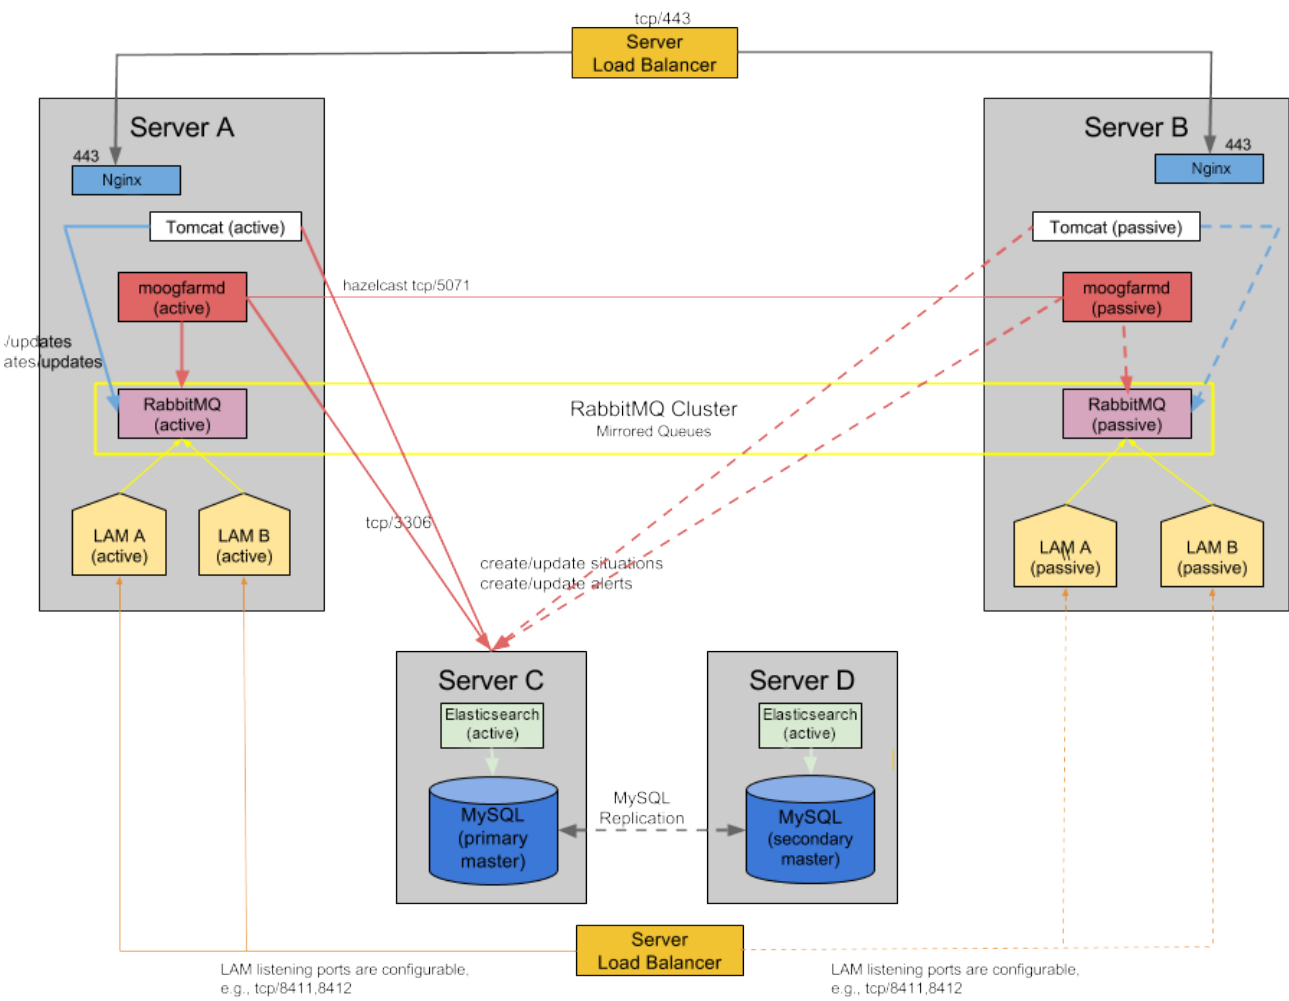 tcp/443
Server
Load Balancer
Server A
443
Nginx
Tomcat (active)
moogfarmd
(active)
./updates
ates/updates
RabbitMQ
(active)
LAM A
(active)
LAM B
(active)
hazelcast tcp/5071
RabbitMQ Cluster
Mirrored Queues
tcp/3306
create/update situations
create/update alerts
Server B
443
Nginx
Tomcat (passive)
moogfarmd
(passive)
RabbitMQ
(passive)
LAM A
(passive)
LAM B
(passive)
Server C
Elasticsearch
(active)
MySQL
(primary
master)
MySQL
Replication
Server D
Elasticsearch
(active)
MySQL
(secondary
master)
Server
Load Balancer
LAM listening ports are configurable,
e.g., tcp/8411,8412
LAM listening ports are configurable,
e.g., tcp/8411,8412